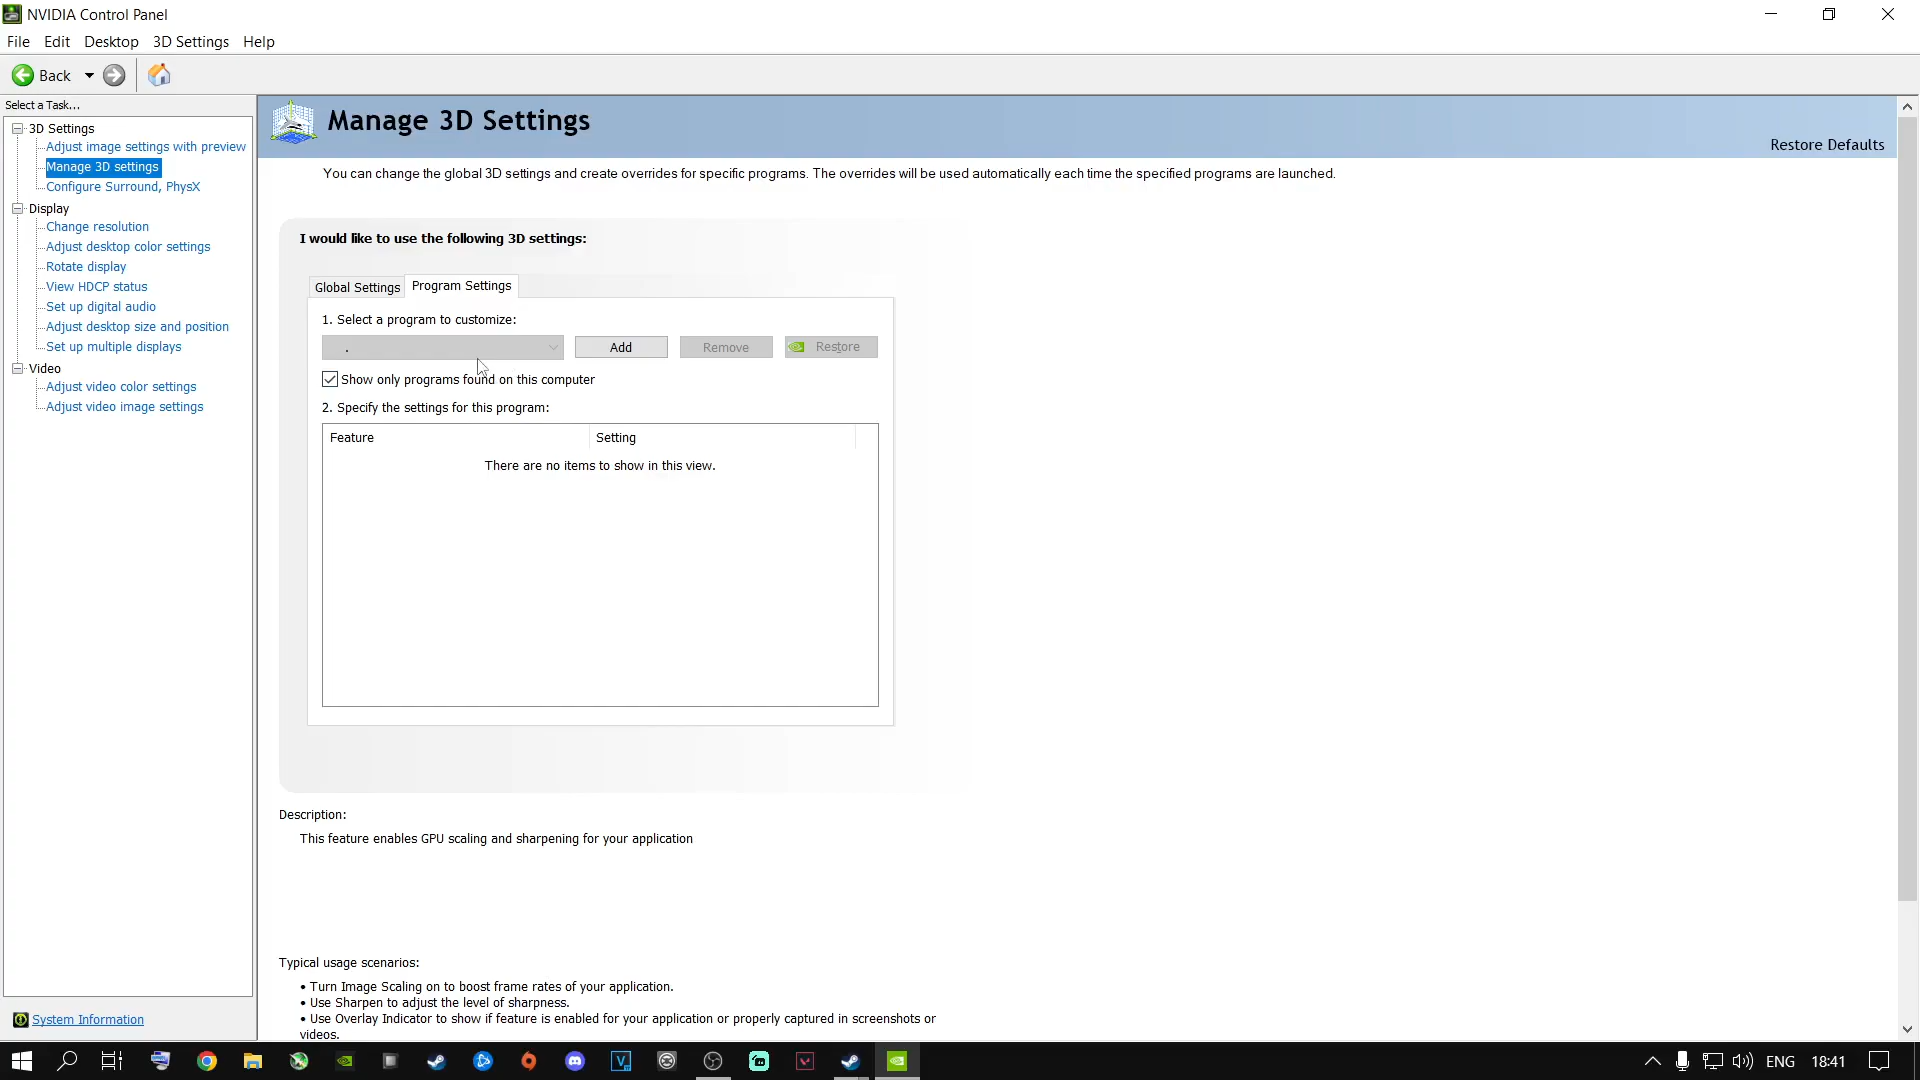 NVIDIA Control Panel
File Edit Desktop 3D Settings Help
Back
Select a Task...
3D Settings
Adjust image settings with preview
Manage 3D settings
Configure Surround, PhysX
Display
Change resolution
Adjust desktop color settings
Rotate display
View HDCP status
Set up digital audio
Adjust desktop size and position
Set up multiple displays
Video
Adjust video color settings
Adjust video image settings
System Information
Manage 3D Settings
Restore Defaults
You can change the global 3D settings and create overrides for specific programs. The overrides will be used automatically each time the specified programs are launched.
I would like to use the following 3D settings:
Global Settings Program Settings
1. Select a program to customize:
. Add Remove Restore
Show only programs found on this computer
2. Specify the settings for this program:
Feature Setting
There are no items to show in this view.
Description:
This feature enables GPU scaling and sharpening for your application
Typical usage scenarios:
• Turn Image Scaling on to boost frame rates of your application.
• Use Sharpen to adjust the level of sharpness.
• Use Overlay Indicator to show if feature is enabled for your application or properly captured in screenshots or
videos.
ENG 18:41